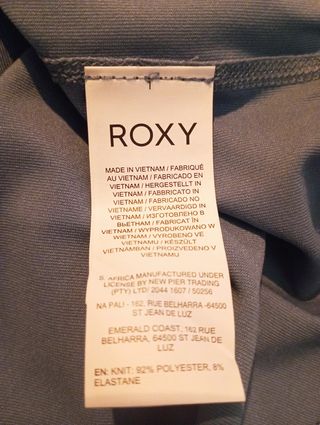 ROXY
MADE IN VIETNAM / FABRIQUÉ
AU VIETNAM / FABRICADO EN
VIETNAM / HERGESTELLT IN
VIETNAM / FABBRICATO IN
VIETNAM / FABRICADO NO
VIETNAME / VERVAARDIGD IN
VIETNAM / ИЗГОТОВЛЕНО В
ВЬЕТНАМ / FABRICAT ÎN
VIETNAM / WYPRODUKOWANO W
WIETNAM / VYROBENO VE
VIETNAMU / KÉSZÜLT
VIETNÁMBAN / PROIZVEDENO V
VIETNAMU
S. AFRICA MANUFACTURED UNDER
LICENSE BY NEW PIER TRADING
(PTY) LTD/ 2044 1607 / 50256
NA PALI - 162, RUE BELHARRA -64500
ST JEAN DE LUZ
EMERALD COAST, 162 RUE
BELHARRA, 64500 ST JEAN DE
LUZ
EN: KNIT: 92% POLYESTER, 8%
ELASTANE